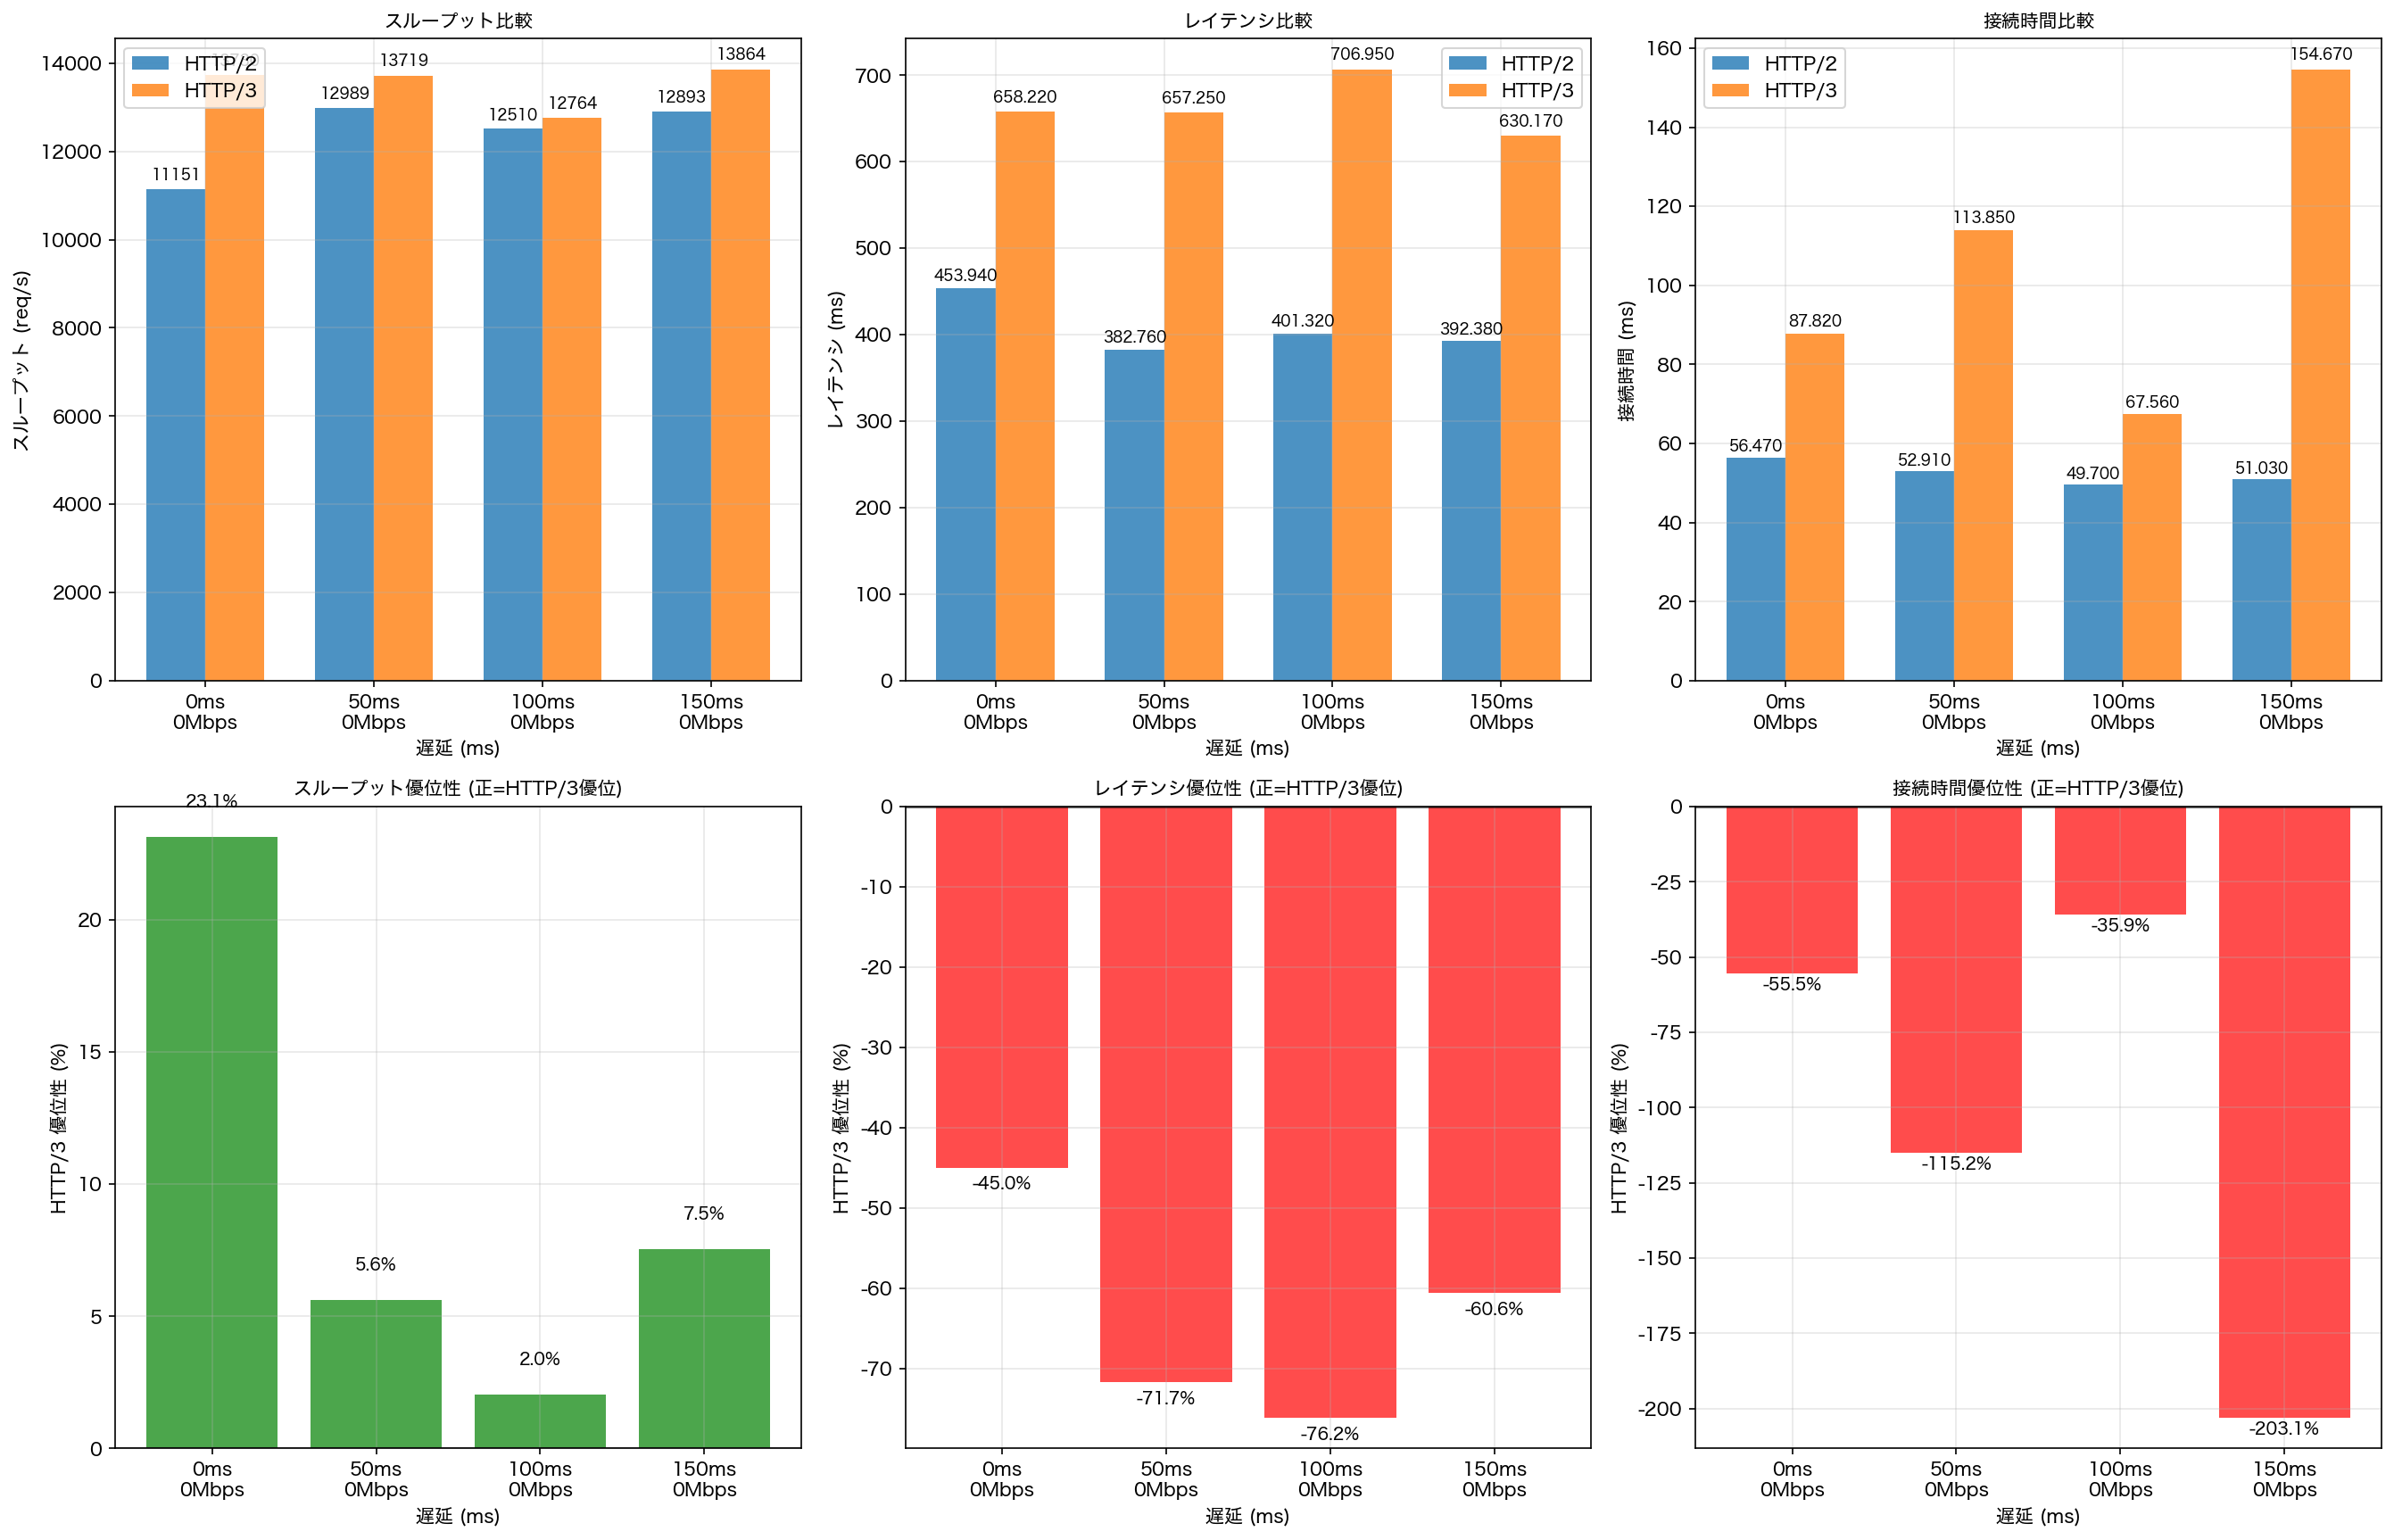 スループット比較
スループット (req/s)
14000
12000
10000
8000
6000
4000
2000
0
HTTP/2
HTTP/3
11151
12989
13719
12510
12764
12893
13864
0ms
0Mbps
50ms
0Mbps
100ms
0Mbps
150ms
0Mbps
遅延 (ms)
レイテンシ比較
レイテンシ (ms)
700
600
500
400
300
200
100
0
HTTP/2
HTTP/3
453.940
658.220
382.760
657.250
401.320
706.950
392.380
630.170
0ms
0Mbps
50ms
0Mbps
100ms
0Mbps
150ms
0Mbps
遅延 (ms)
接続時間比較
接続時間 (ms)
160
140
120
100
80
60
40
20
0
HTTP/2
HTTP/3
56.470
87.820
52.910
113.850
49.700
67.560
51.030
154.670
0ms
0Mbps
50ms
0Mbps
100ms
0Mbps
150ms
0Mbps
遅延 (ms)
スループット優位性 (正=HTTP/3優位)
HTTP/3 優位性 (%)
20
15
10
5
0
23.1%
5.6%
2.0%
7.5%
0ms
0Mbps
50ms
0Mbps
100ms
0Mbps
150ms
0Mbps
遅延 (ms)
レイテンシ優位性 (正=HTTP/3優位)
HTTP/3 優位性 (%)
0
-10
-20
-30
-40
-50
-60
-70
-45.0%
-71.7%
-76.2%
-60.6%
0ms
0Mbps
50ms
0Mbps
100ms
0Mbps
150ms
0Mbps
遅延 (ms)
接続時間優位性 (正=HTTP/3優位)
HTTP/3 優位性 (%)
0
-25
-50
-75
-100
-125
-150
-175
-200
-55.5%
-115.2%
-35.9%
-203.1%
0ms
0Mbps
50ms
0Mbps
100ms
0Mbps
150ms
0Mbps
遅延 (ms)